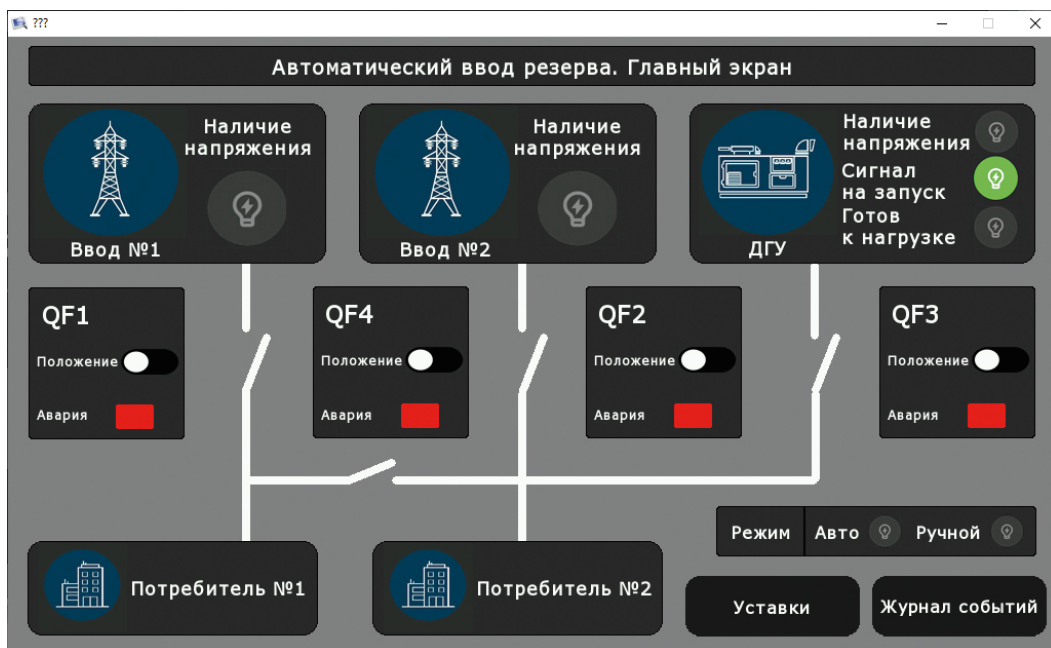 ???
Автоматический ввод резерва. Главный экран
Наличие
напряжения
Ввод №1
Наличие
напряжения
Ввод №2
Наличие
напряжения
Сигнал
на запуск
Готов
к нагрузке
ДГУ
QF1
Положение
Авария
QF4
Положение
Авария
QF2
Положение
Авария
QF3
Положение
Авария
Режим Авто Ручной
Потребитель №1
Потребитель №2
Уставки
Журнал событий